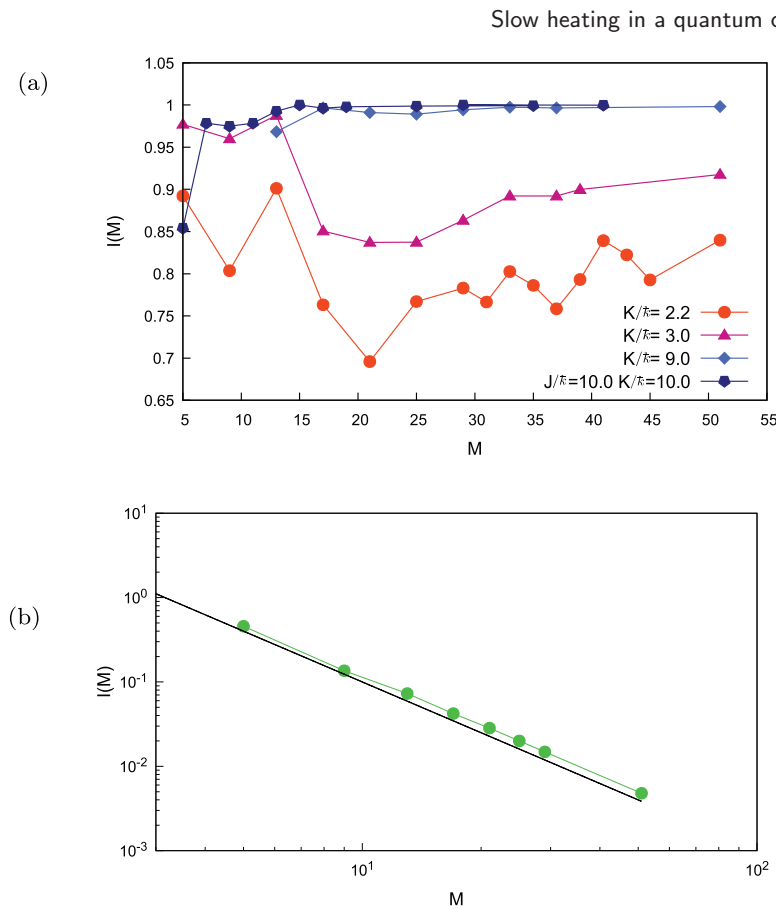 Slow heating in a quantum
(a)
1.05
1
0.95
0.9
0.85
0.8
0.75
0.7
0.65
I(M)
K/ħ= 2.2
K/ħ= 3.0
K/ħ= 9.0
J/ħ=10.0 K/ħ=10.0
5 10 15 20 25 30 35 40 45 50 55
M
(b)
10¹
10⁰
10⁻¹
10⁻²
10⁻³
I(M)
10¹ 10²
M